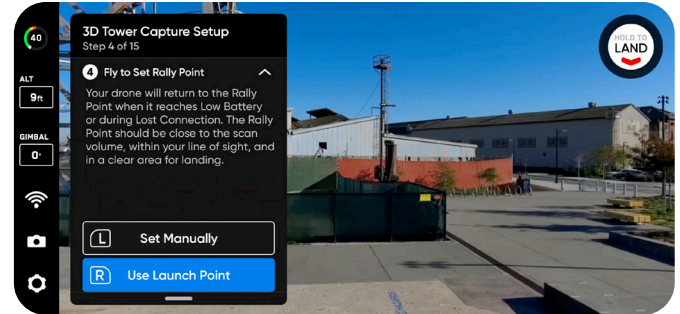 40
ALT
9ft
GIMBAL
0°
3D Tower Capture Setup
Step 4 of 15
4 Fly to Set Rally Point
Your drone will return to the Rally
Point when it reaches Low Battery
or during Lost Connection. The Rally
Point should be close to the scan
volume, within your line of sight, and
in a clear area for landing.
L Set Manually
R Use Launch Point
HOLD TO
LAND